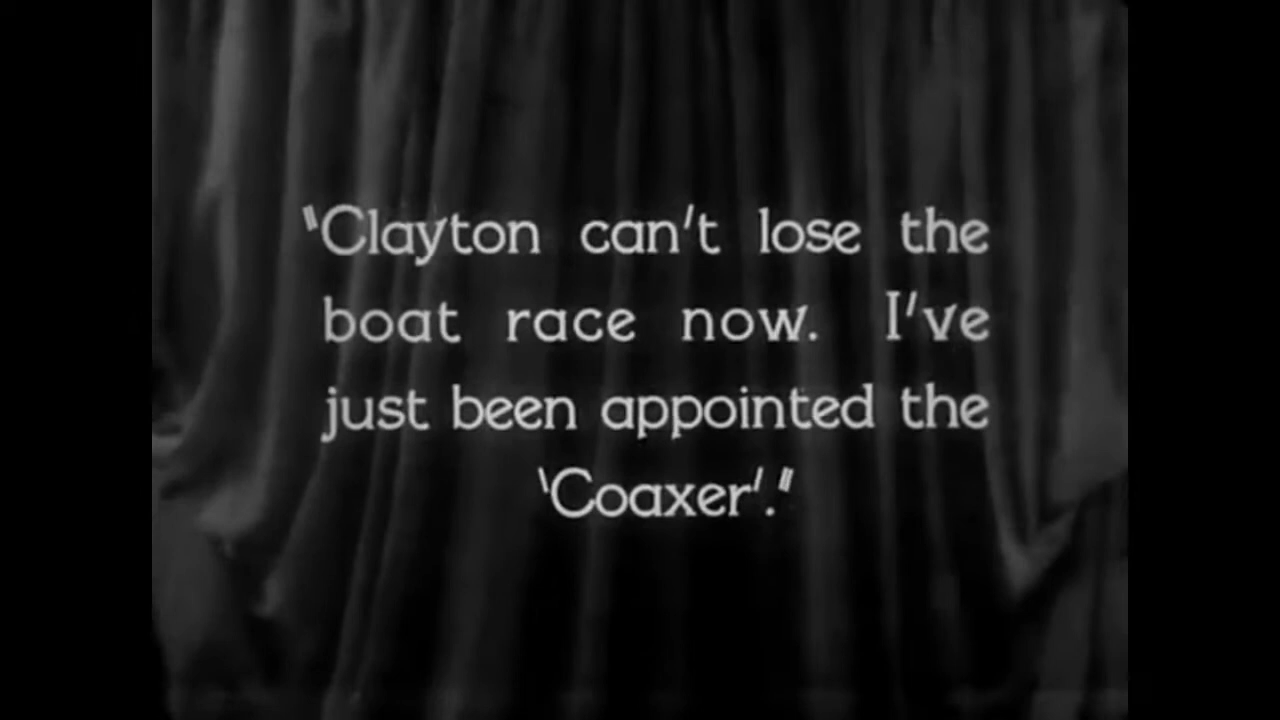 "Clayton can't lose the
boat race now. I've
just been appointed the
'Coaxer'."